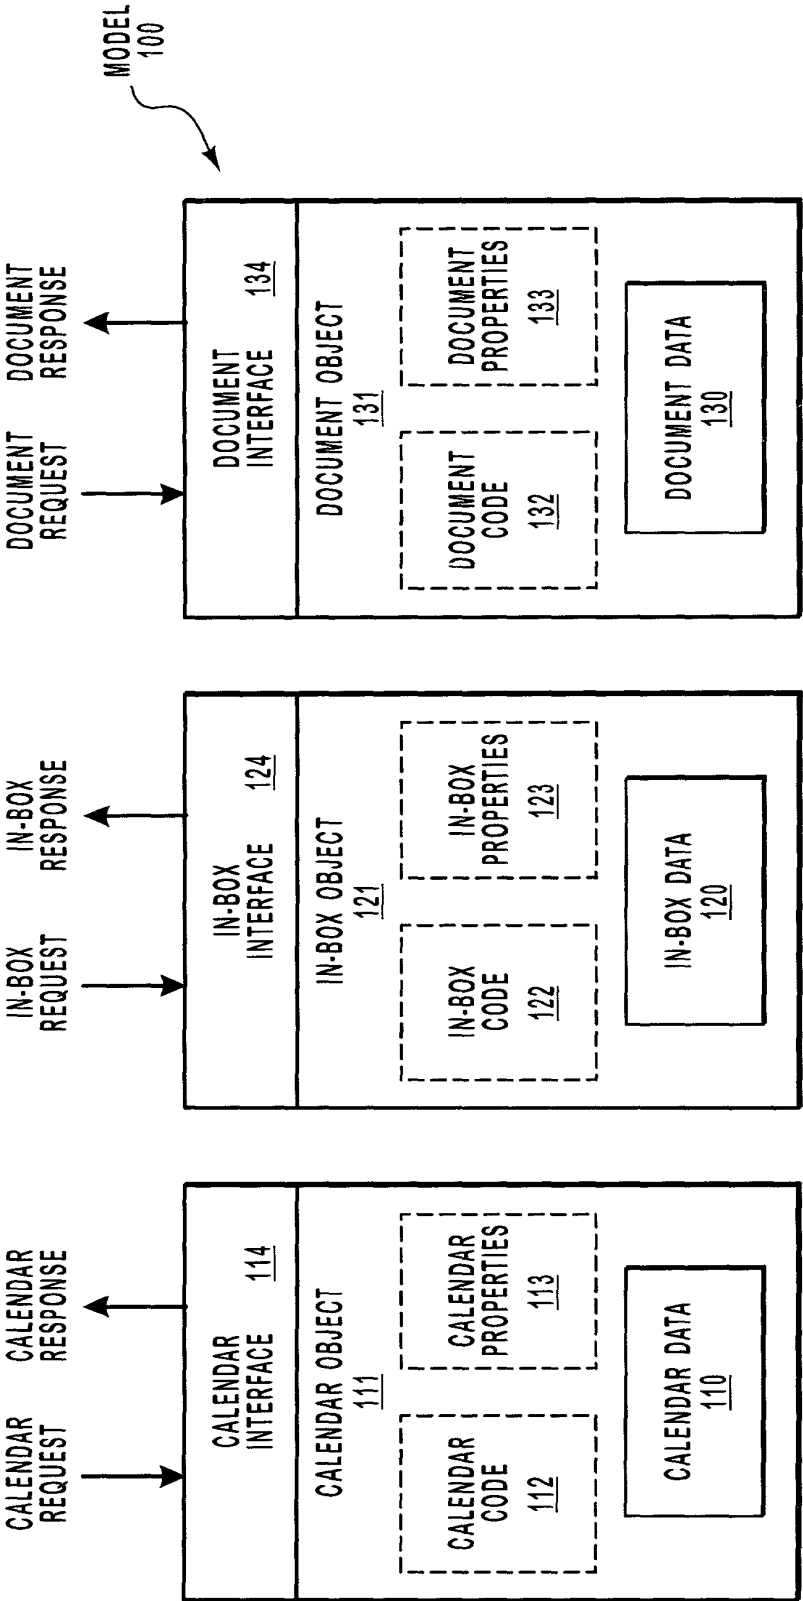 MODEL
100
CALENDAR
REQUEST
CALENDAR
RESPONSE
CALENDAR
INTERFACE
114
CALENDAR OBJECT
111
CALENDAR
CODE
112
CALENDAR
PROPERTIES
113
CALENDAR DATA
110
IN-BOX
REQUEST
IN-BOX
RESPONSE
IN-BOX
INTERFACE
124
IN-BOX OBJECT
121
IN-BOX
CODE
122
IN-BOX
PROPERTIES
123
IN-BOX DATA
120
DOCUMENT
REQUEST
DOCUMENT
RESPONSE
DOCUMENT
INTERFACE
134
DOCUMENT OBJECT
131
DOCUMENT
CODE
132
DOCUMENT
PROPERTIES
133
DOCUMENT DATA
130